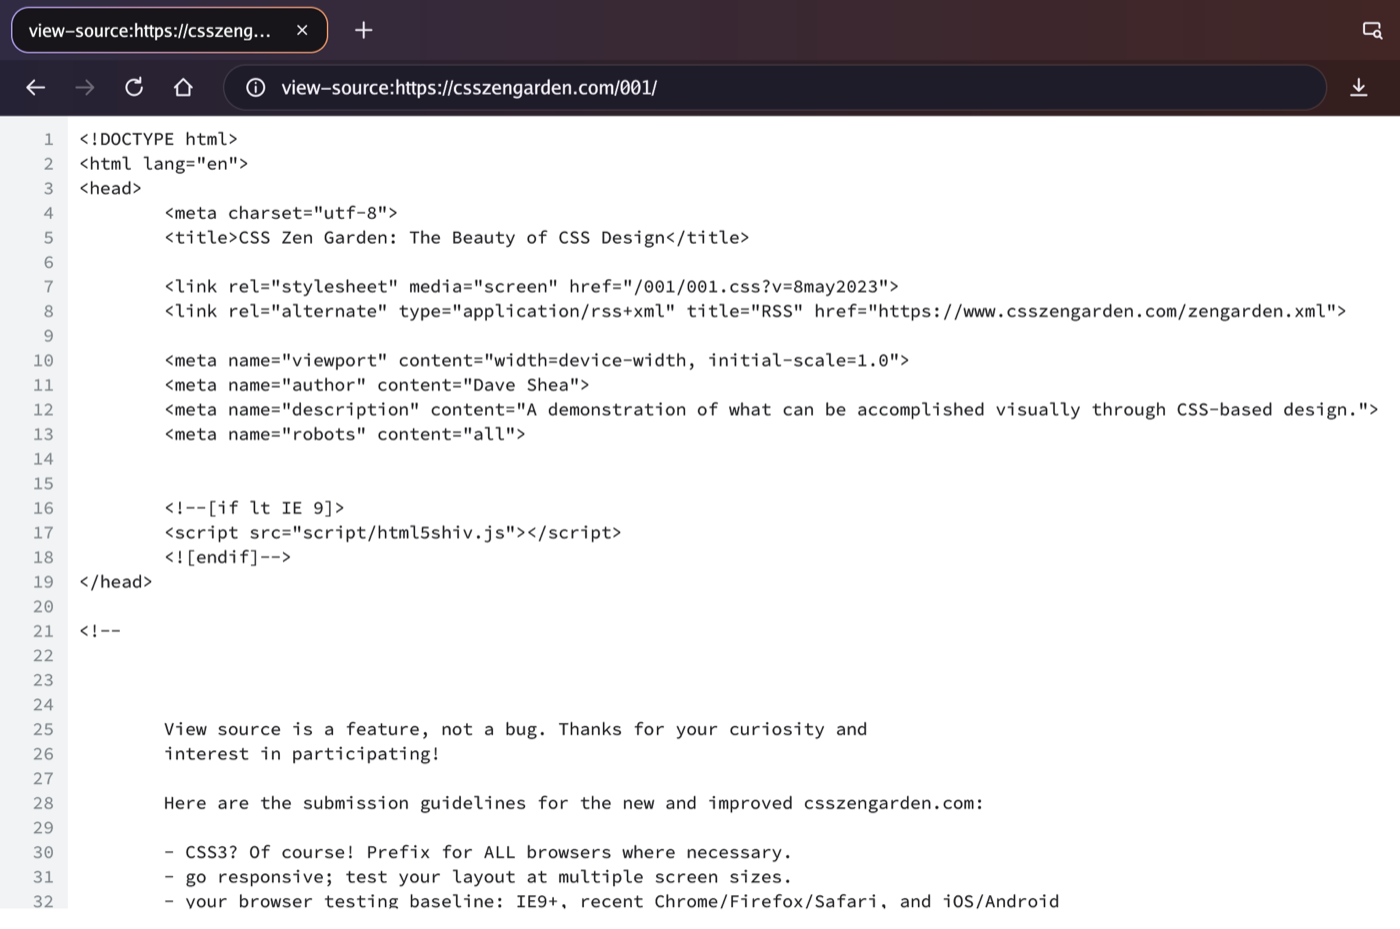 view-source:https://csszeng...
view-source:https://csszengarden.com/001/
1 <!DOCTYPE html>
2 <html lang="en">
3 <head>
4 <meta charset="utf-8">
5 <title>CSS Zen Garden: The Beauty of CSS Design</title>
6
7 <link rel="stylesheet" media="screen" href="/001/001.css?v=8may2023">
8 <link rel="alternate" type="application/rss+xml" title="RSS" href="https://www.csszengarden.com/zengarden.xml">
9
10 <meta name="viewport" content="width=device-width, initial-scale=1.0">
11 <meta name="author" content="Dave Shea">
12 <meta name="description" content="A demonstration of what can be accomplished visually through CSS-based design.">
13 <meta name="robots" content="all">
14
15
16 <!--[if lt IE 9]>
17 <script src="script/html5shiv.js"></script>
18 <![endif]-->
19 </head>
20
21 <!--
22
23
24
25 View source is a feature, not a bug. Thanks for your curiosity and
26 interest in participating!
27
28 Here are the submission guidelines for the new and improved csszengarden.com:
29
30 - CSS3? Of course! Prefix for ALL browsers where necessary.
31 - go responsive; test your layout at multiple screen sizes.
32 - your browser testing baseline: IE9+, recent Chrome/Firefox/Safari, and iOS/Android